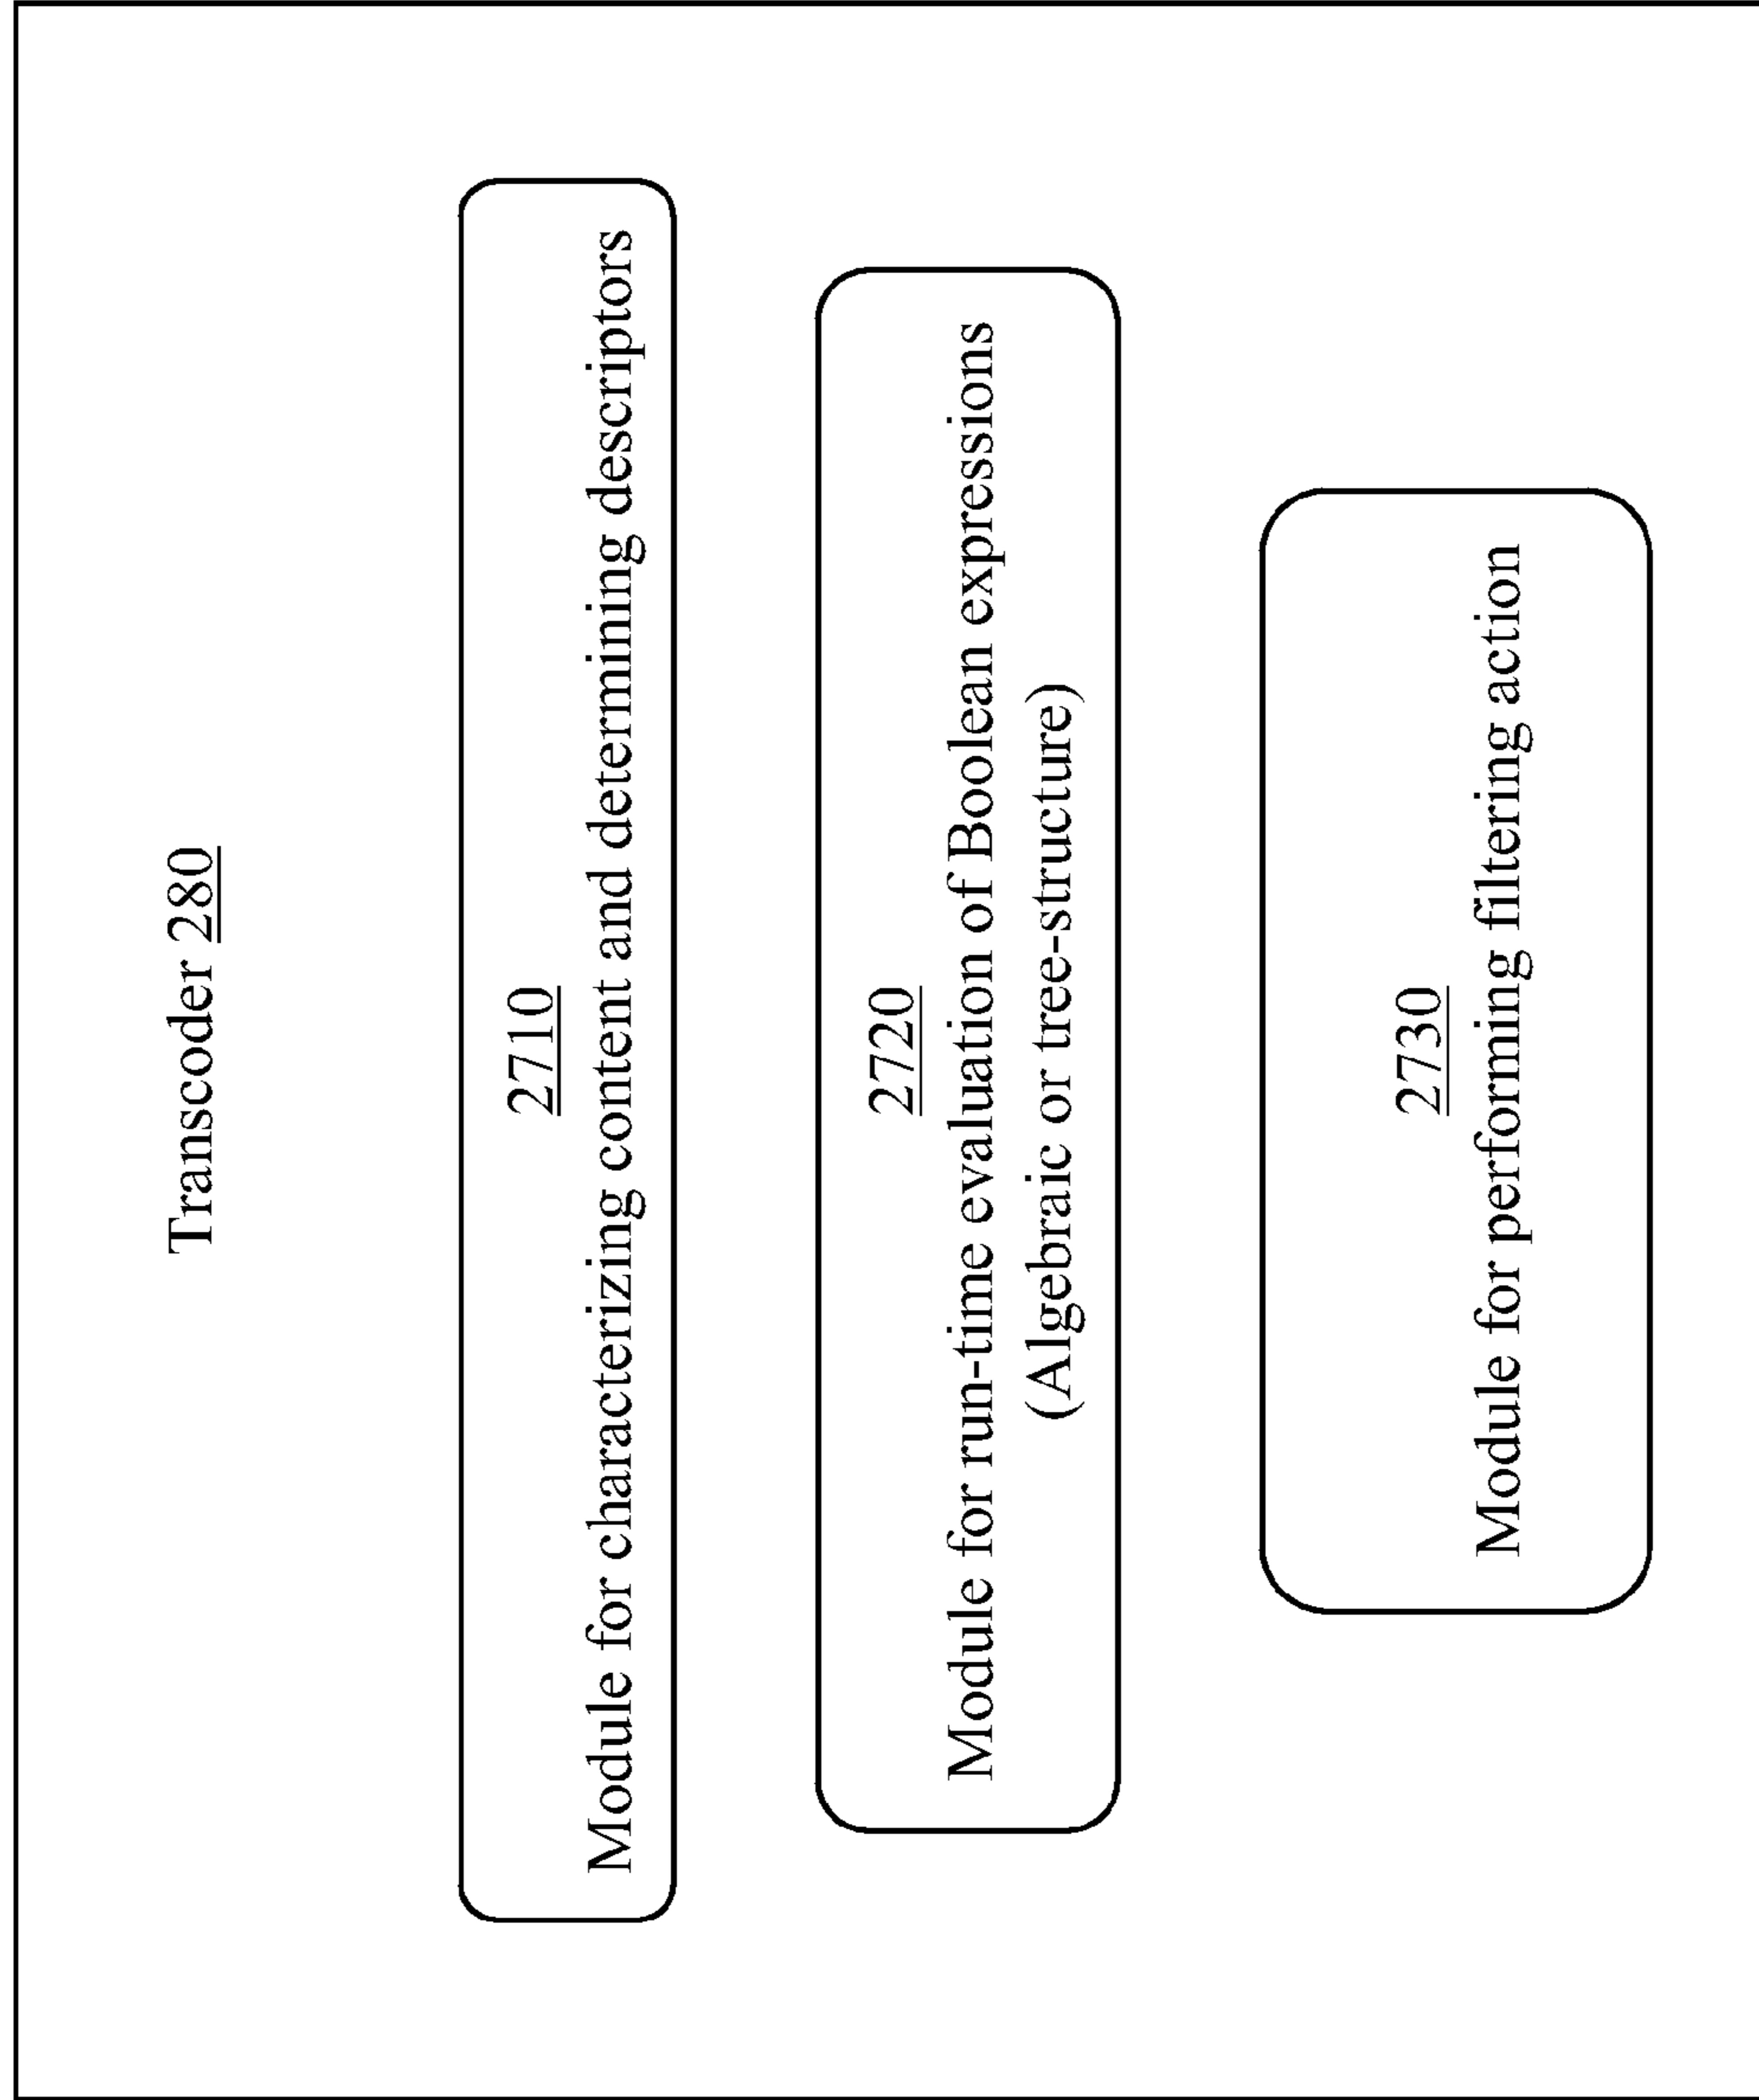 Transcoder 280
2710
Module for characterizing content and determining descriptors
2720
Module for run-time evaluation of Boolean expressions
(Algebraic or tree-structure)
2730
Module for performing filtering action